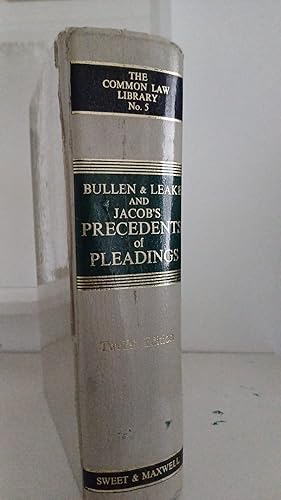 THE
COMMON LAW
LIBRARY
No. 5
BULLEN & LEAKE
AND
JACOB'S
PRECEDENTS
of
PLEADINGS
Twelfth Edition
SWEET & MAXWELL